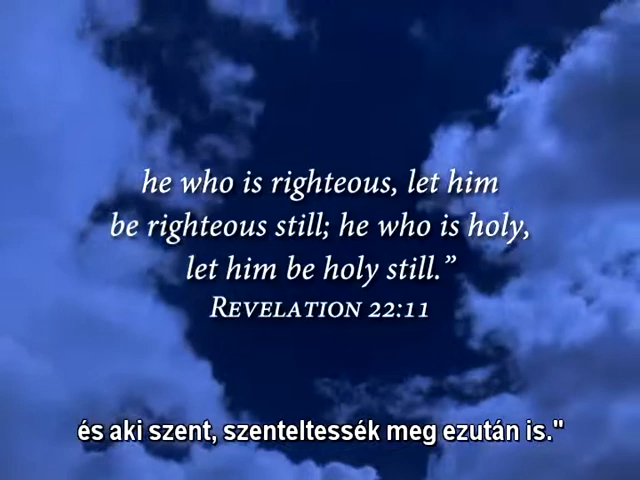 he who is righteous, let him
be righteous still; he who is holy,
let him be holy still.”
Revelation 22:11
és aki szent, szenteltessék meg ezután is."